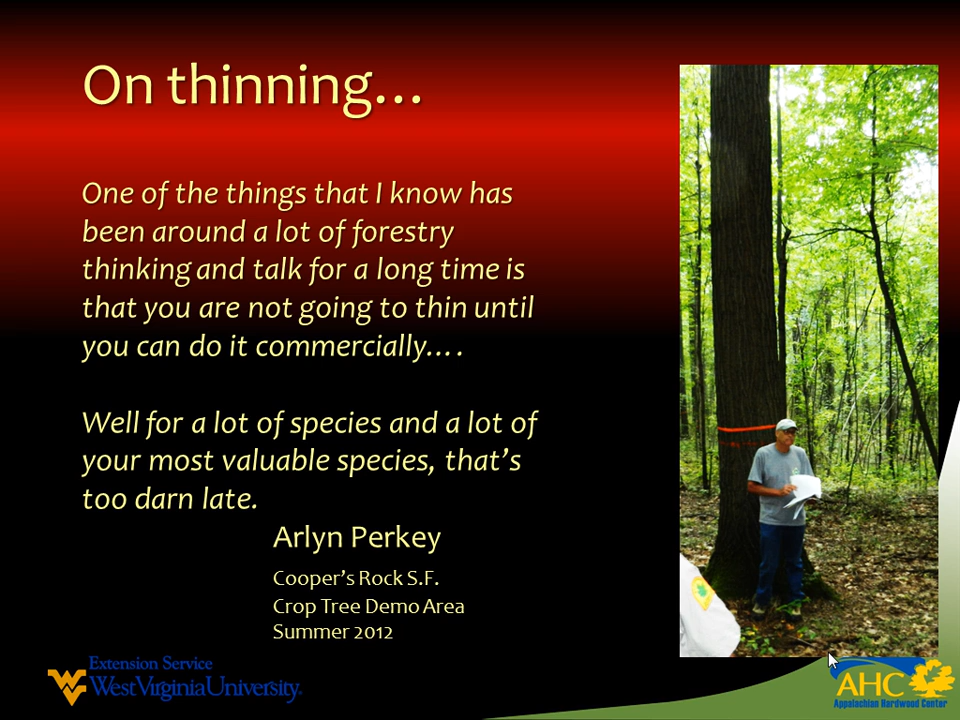 On thinning…
One of the things that I know has
been around a lot of forestry
thinking and talk for a long time is
that you are not going to thin until
you can do it commercially….
Well for a lot of species and a lot of
your most valuable species, that’s
too darn late.
Arlyn Perkey
Cooper’s Rock S.F.
Crop Tree Demo Area
Summer 2012
Extension Service
West Virginia University.
AHC
Appalachian Hardwood Center